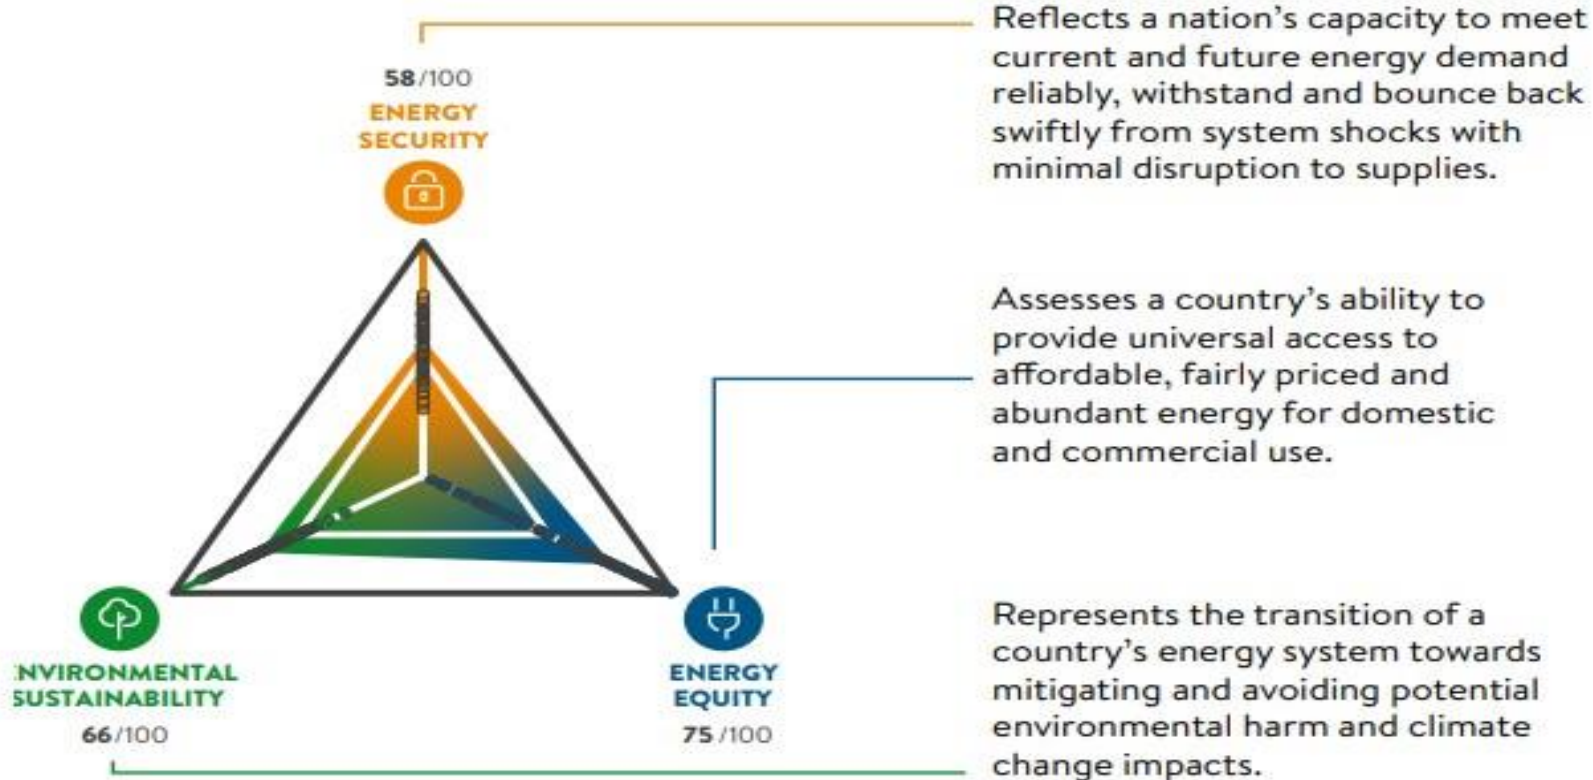 Reflects a nation's capacity to meet
current and future energy demand
reliably, withstand and bounce back
swiftly from system shocks with
minimal disruption to supplies.
58/100
ENERGY
SECURITY
Assesses a country's ability to
provide universal access to
affordable, fairly priced and
abundant energy for domestic
and commercial use.
NVIRONMENTAL
SUSTAINABILITY
66/100
ENERGY
EQUITY
75/100
Represents the transition of a
country's energy system towards
mitigating and avoiding potential
environmental harm and climate
change impacts.